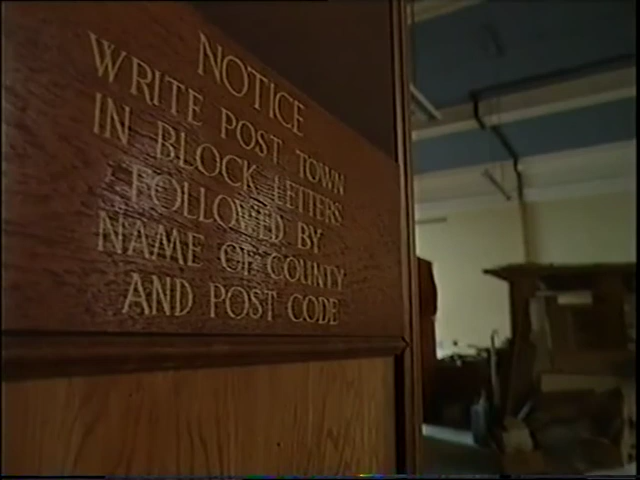 NOTICE
WRITE POST TOWN
IN BLOCK LETTERS
FOLLOWED BY
NAME OF COUNTY
AND POST CODE